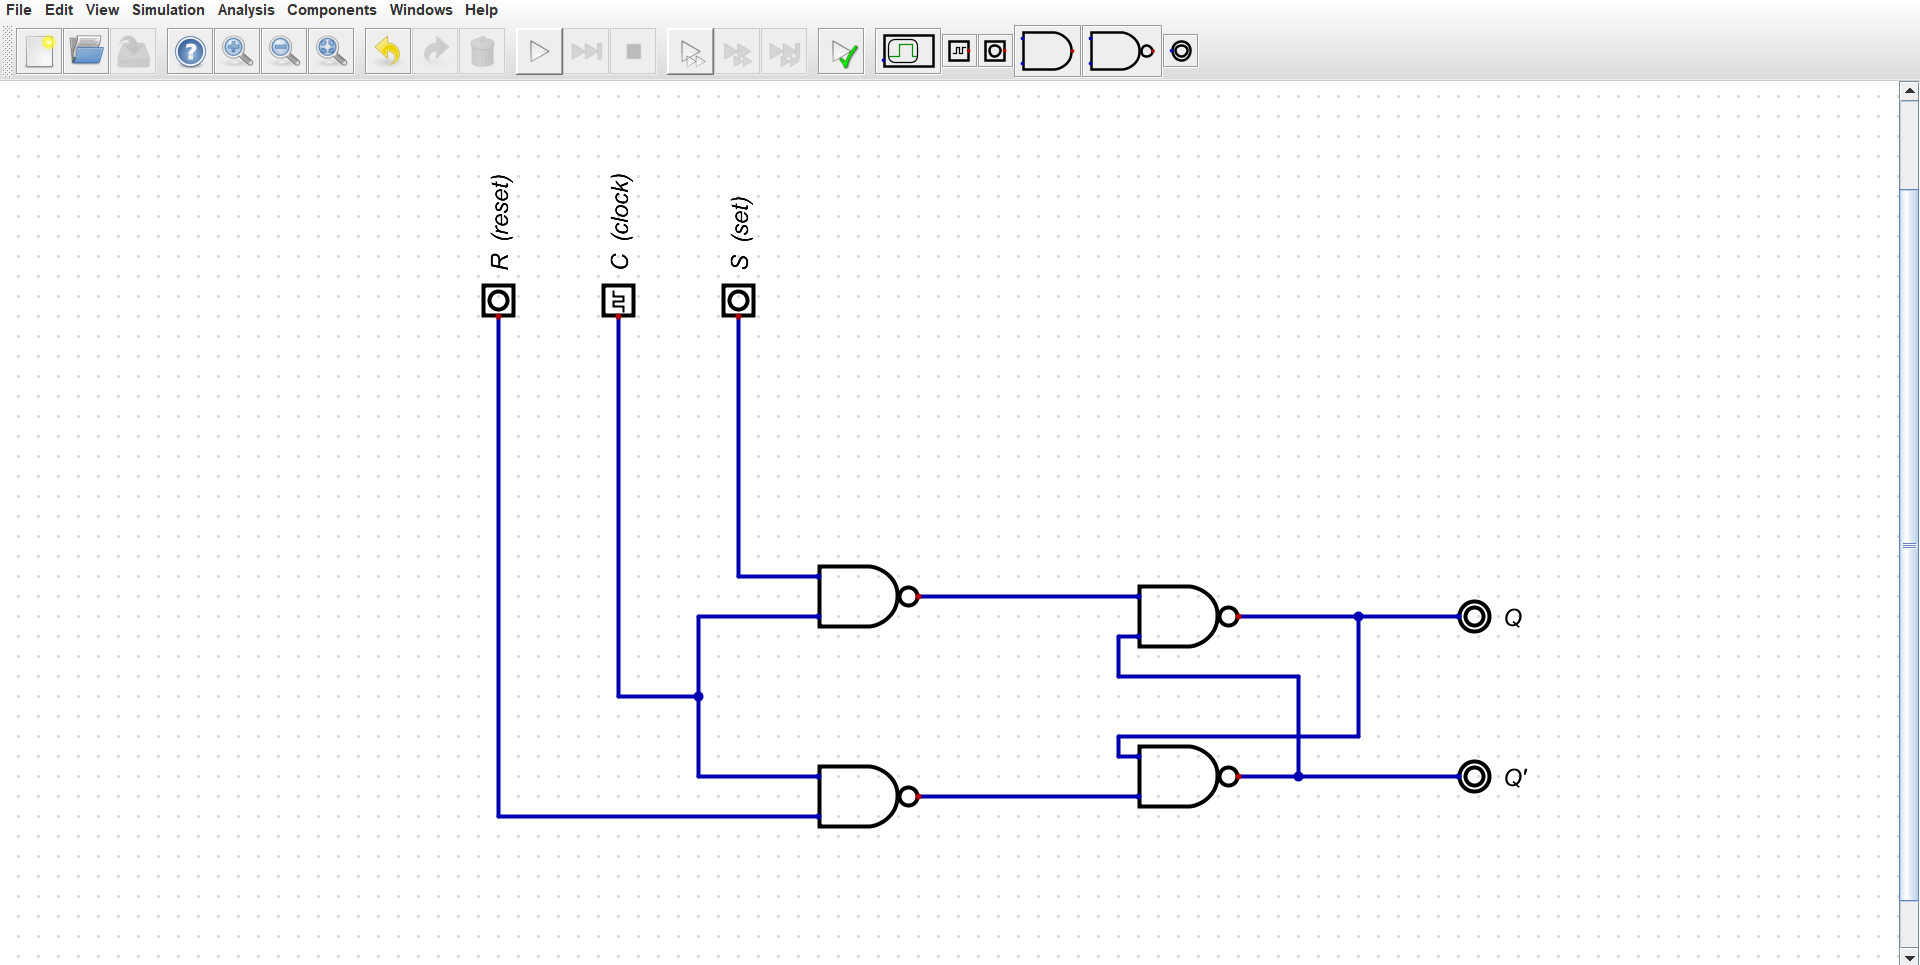 File Edit View Simulation Analysis Components Windows Help
R (reset)
C (clock)
S (set)
Q
Q'